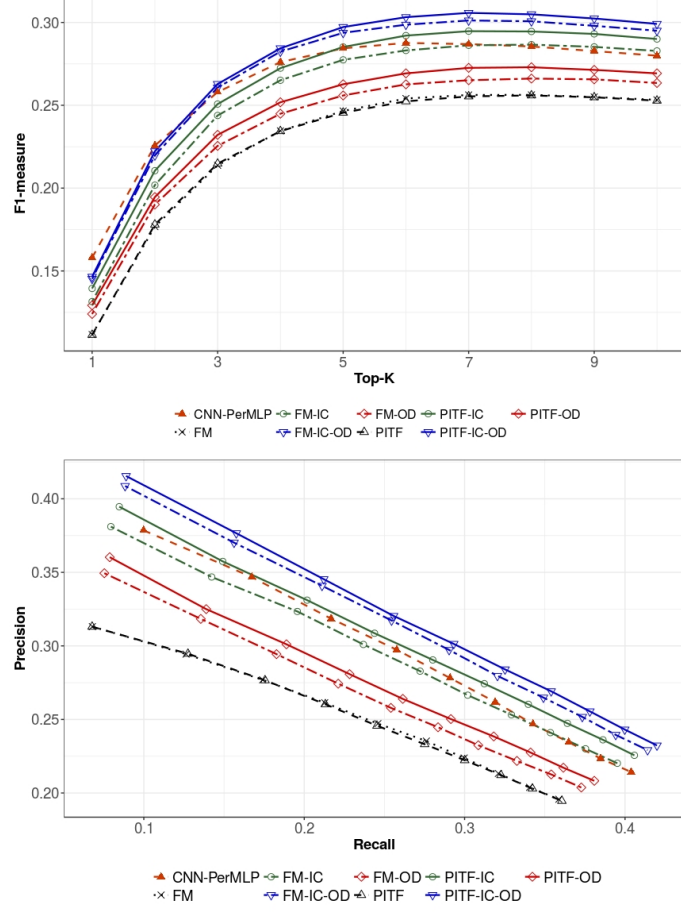 0.30
0.25
0.20
0.15
F1-measure
1 3 5 7 9
Top-K
CNN-PerMLP FM-IC FM-OD PITF-IC PITF-OD
FM FM-IC-OD PITF PITF-IC-OD
0.40
0.35
0.30
0.25
0.20
Precision
0.1 0.2 0.3 0.4
Recall
CNN-PerMLP FM-IC FM-OD PITF-IC PITF-OD
FM FM-IC-OD PITF PITF-IC-OD